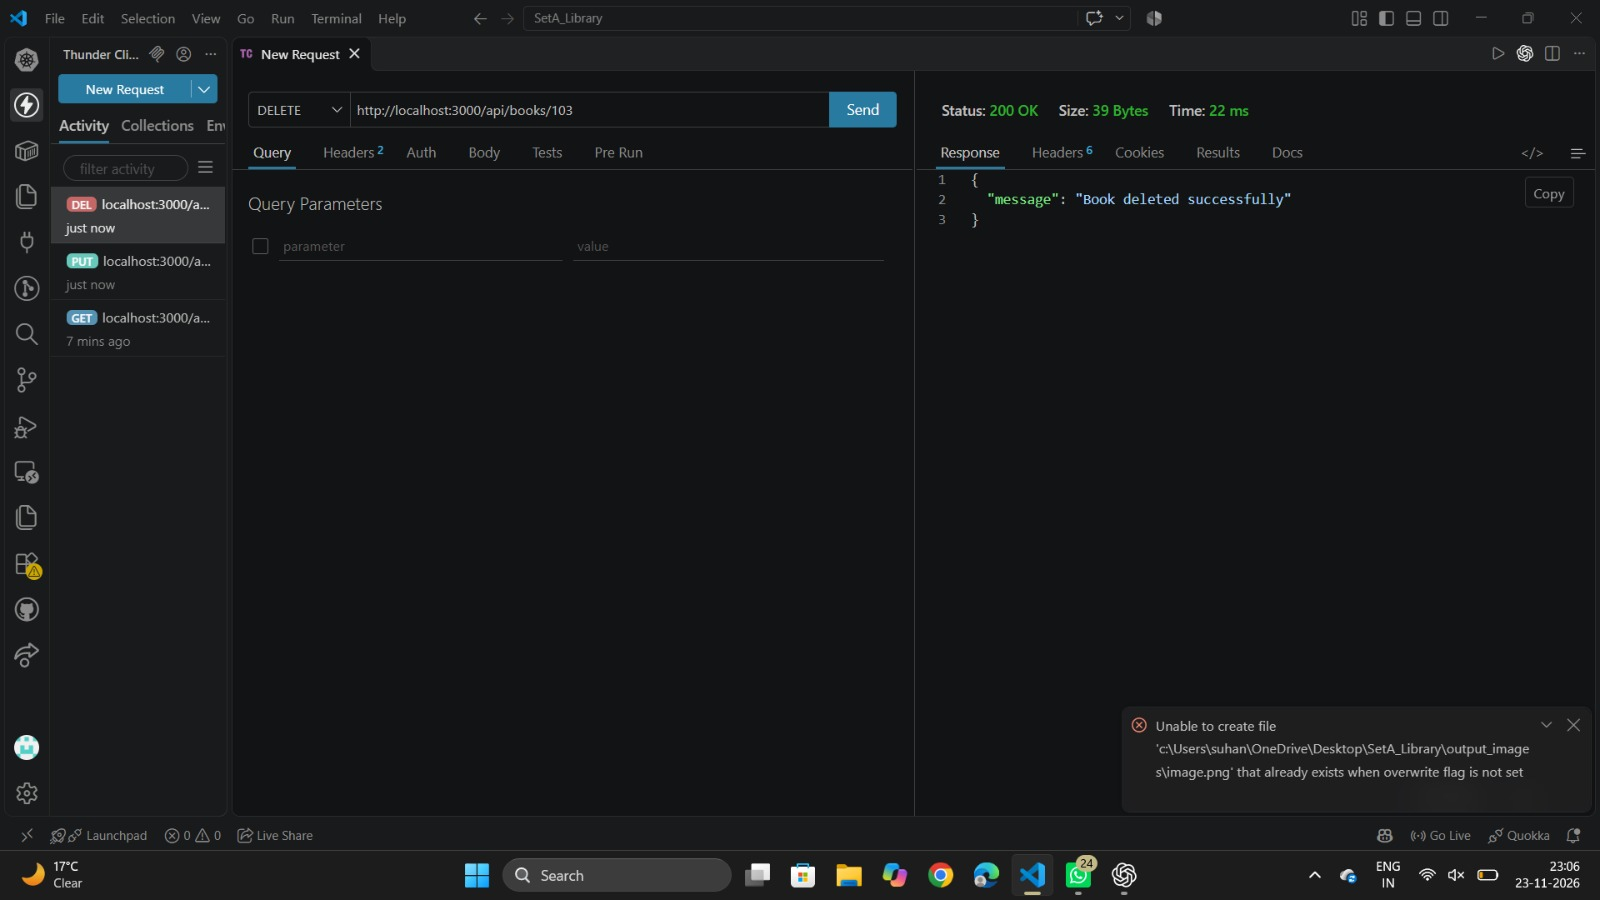 File Edit Selection View Go Run Terminal Help
SetA_Library
Thunder Cli...
TC New Request
New Request
DELETE
http://localhost:3000/api/books/103
Send
Status: 200 OK Size: 39 Bytes Time: 22 ms
Activity Collections En
Query Headers 2 Auth Body Tests Pre Run
Response Headers 6 Cookies Results Docs
</>
filter activity
1 {
2 "message": "Book deleted successfully"
3 }
Copy
DEL localhost:3000/a...
just now
Query Parameters
parameter value
PUT localhost:3000/a...
just now
GET localhost:3000/a...
7 mins ago
Unable to create file
'c:\Users\suhan\OneDrive\Desktop\SetA_Library\output_image
s\image.png' that already exists when overwrite flag is not set
Launchpad 0 0 Live Share
Go Live Quokka
17°C
Clear
Search
24
ENG
IN
23:06
23-11-2026